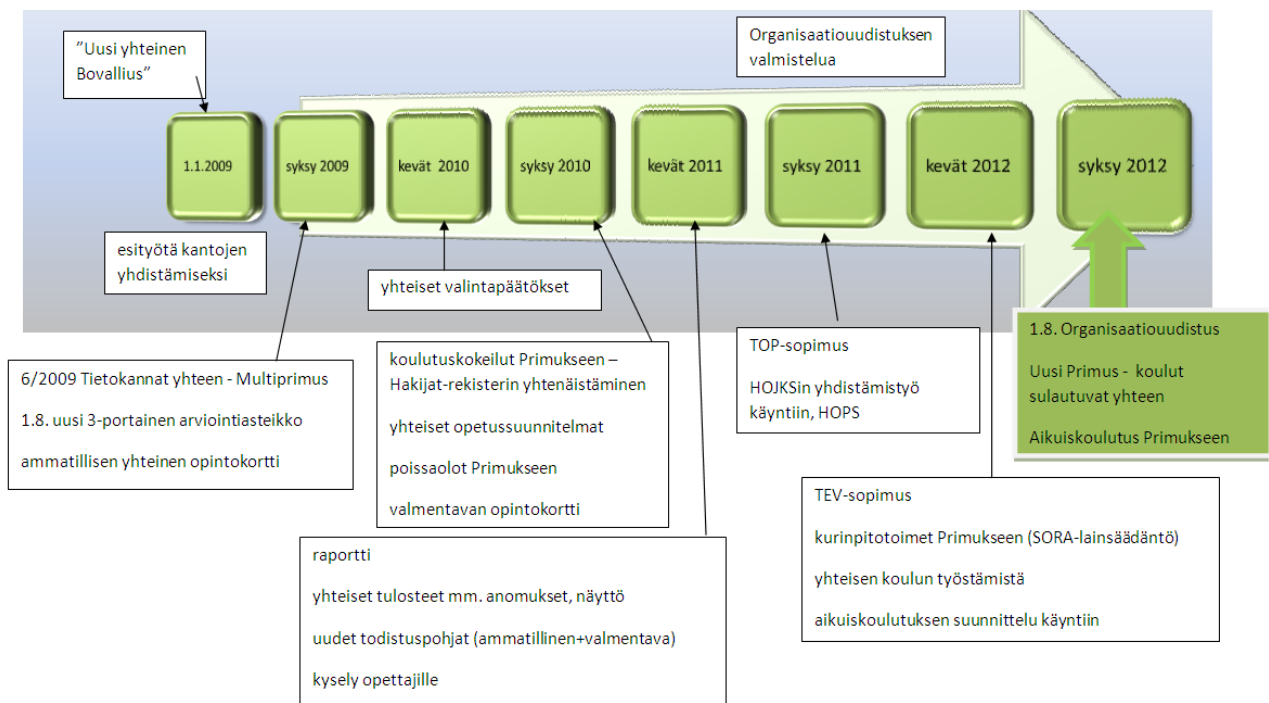 ”Uusi yhteinen
Bovallius”
Organisaatiouudistuksen
valmistelua
1.1.2009
syksy 2009
kevät 2010
syksy 2010
kevät 2011
syksy 2011
kevät 2012
syksy 2012
esityötä kantojen
yhdistämiseksi
yhteiset valintapäätökset
6/2009 Tietokannat yhteen - Multiprimus
1.8. uusi 3-portainen arviointiasteikko
ammatillisen yhteinen opintokortti
koulutuskokeilut Primukseen –
Hakijat-rekisterin yhtenäistäminen
yhteiset opetussuunnitelmat
poissaolot Primukseen
valmentavan opintokortti
raportti
yhteiset tulosteet mm. anomukset, näyttö
uudet todistuspohjat (ammatillinen+valmentava)
kysely opettajille
TOP-sopimus
HOJKSin yhdistämistyö
käyntiin, HOPS
TEV-sopimus
kurinpitotoimet Primukseen (SORA-lainsäädäntö)
yhteisen koulun työstämistä
aikuiskoulutuksen suunnittelu käyntiin
1.8. Organisaatiouudistus
Uusi Primus - koulut
sulautuvat yhteen
Aikuiskoulutus Primukseen